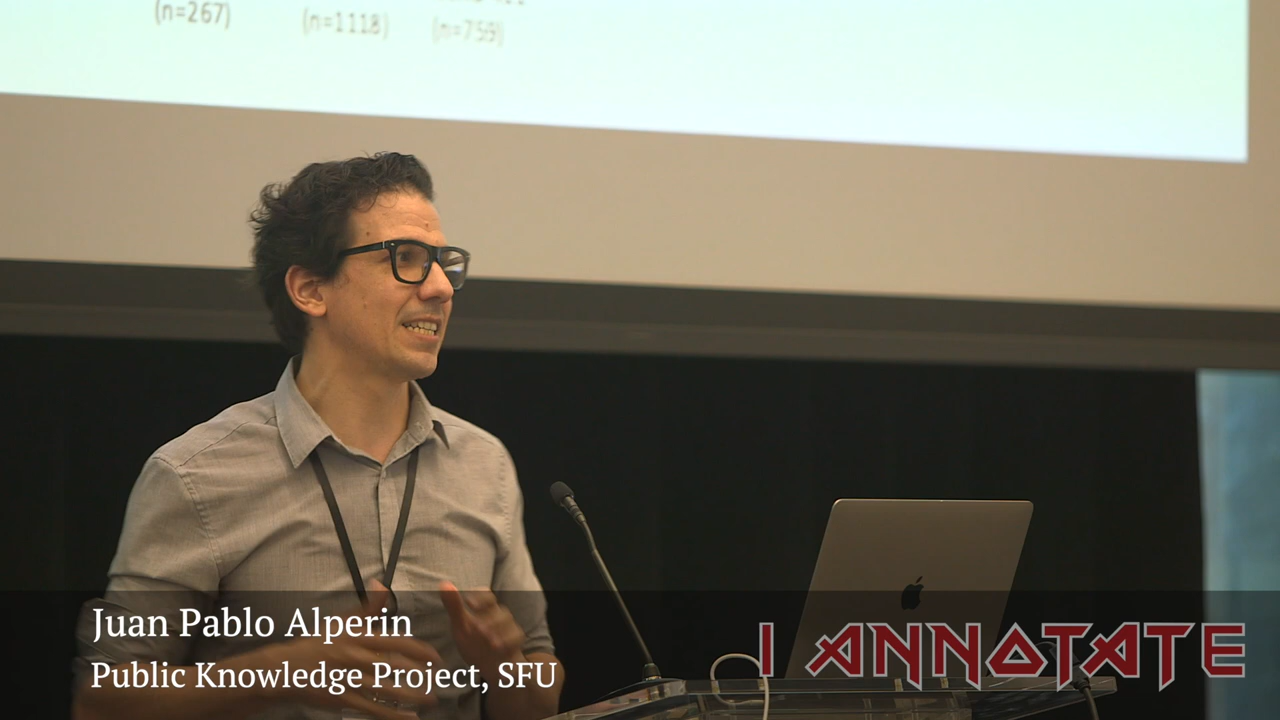 (n=267) (n=1118) (n=759)
Juan Pablo Alperin
Public Knowledge Project, SFU
I ANNOTATE